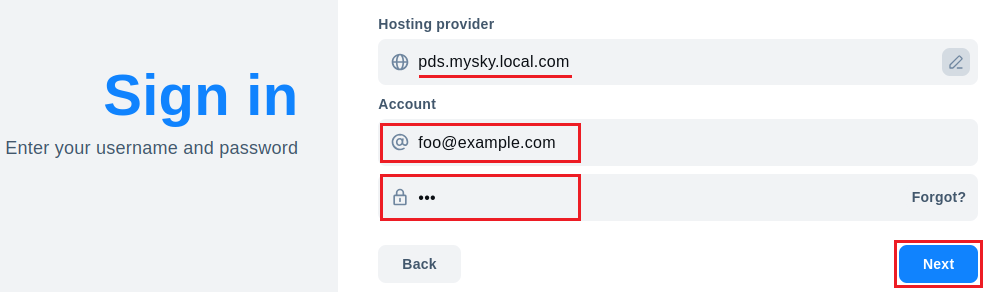 Sign in
Enter your username and password
Hosting provider
pds.mysky.local.com
Account
foo@example.com
•••
Forgot?
Back
Next